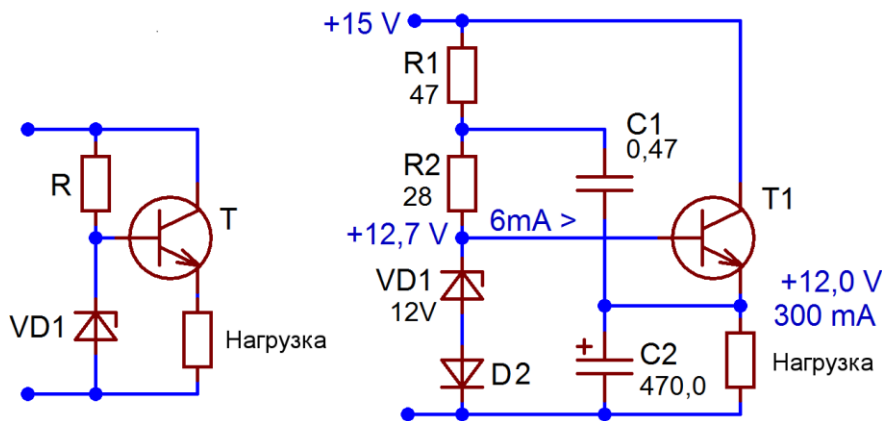 R
T
VD1
Нагрузка
+15 V
R1
47
C1
0,47
R2
28
T1
+12,7 V
6mA >
VD1
12V
+12,0 V
300 mA
+
C2
470,0
D2
Нагрузка